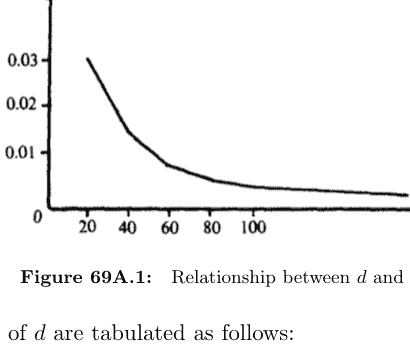 0.03
0.02
0.01
0
20 40 60 80 100
Figure 69A.1: Relationship between d and
of d are tabulated as follows: